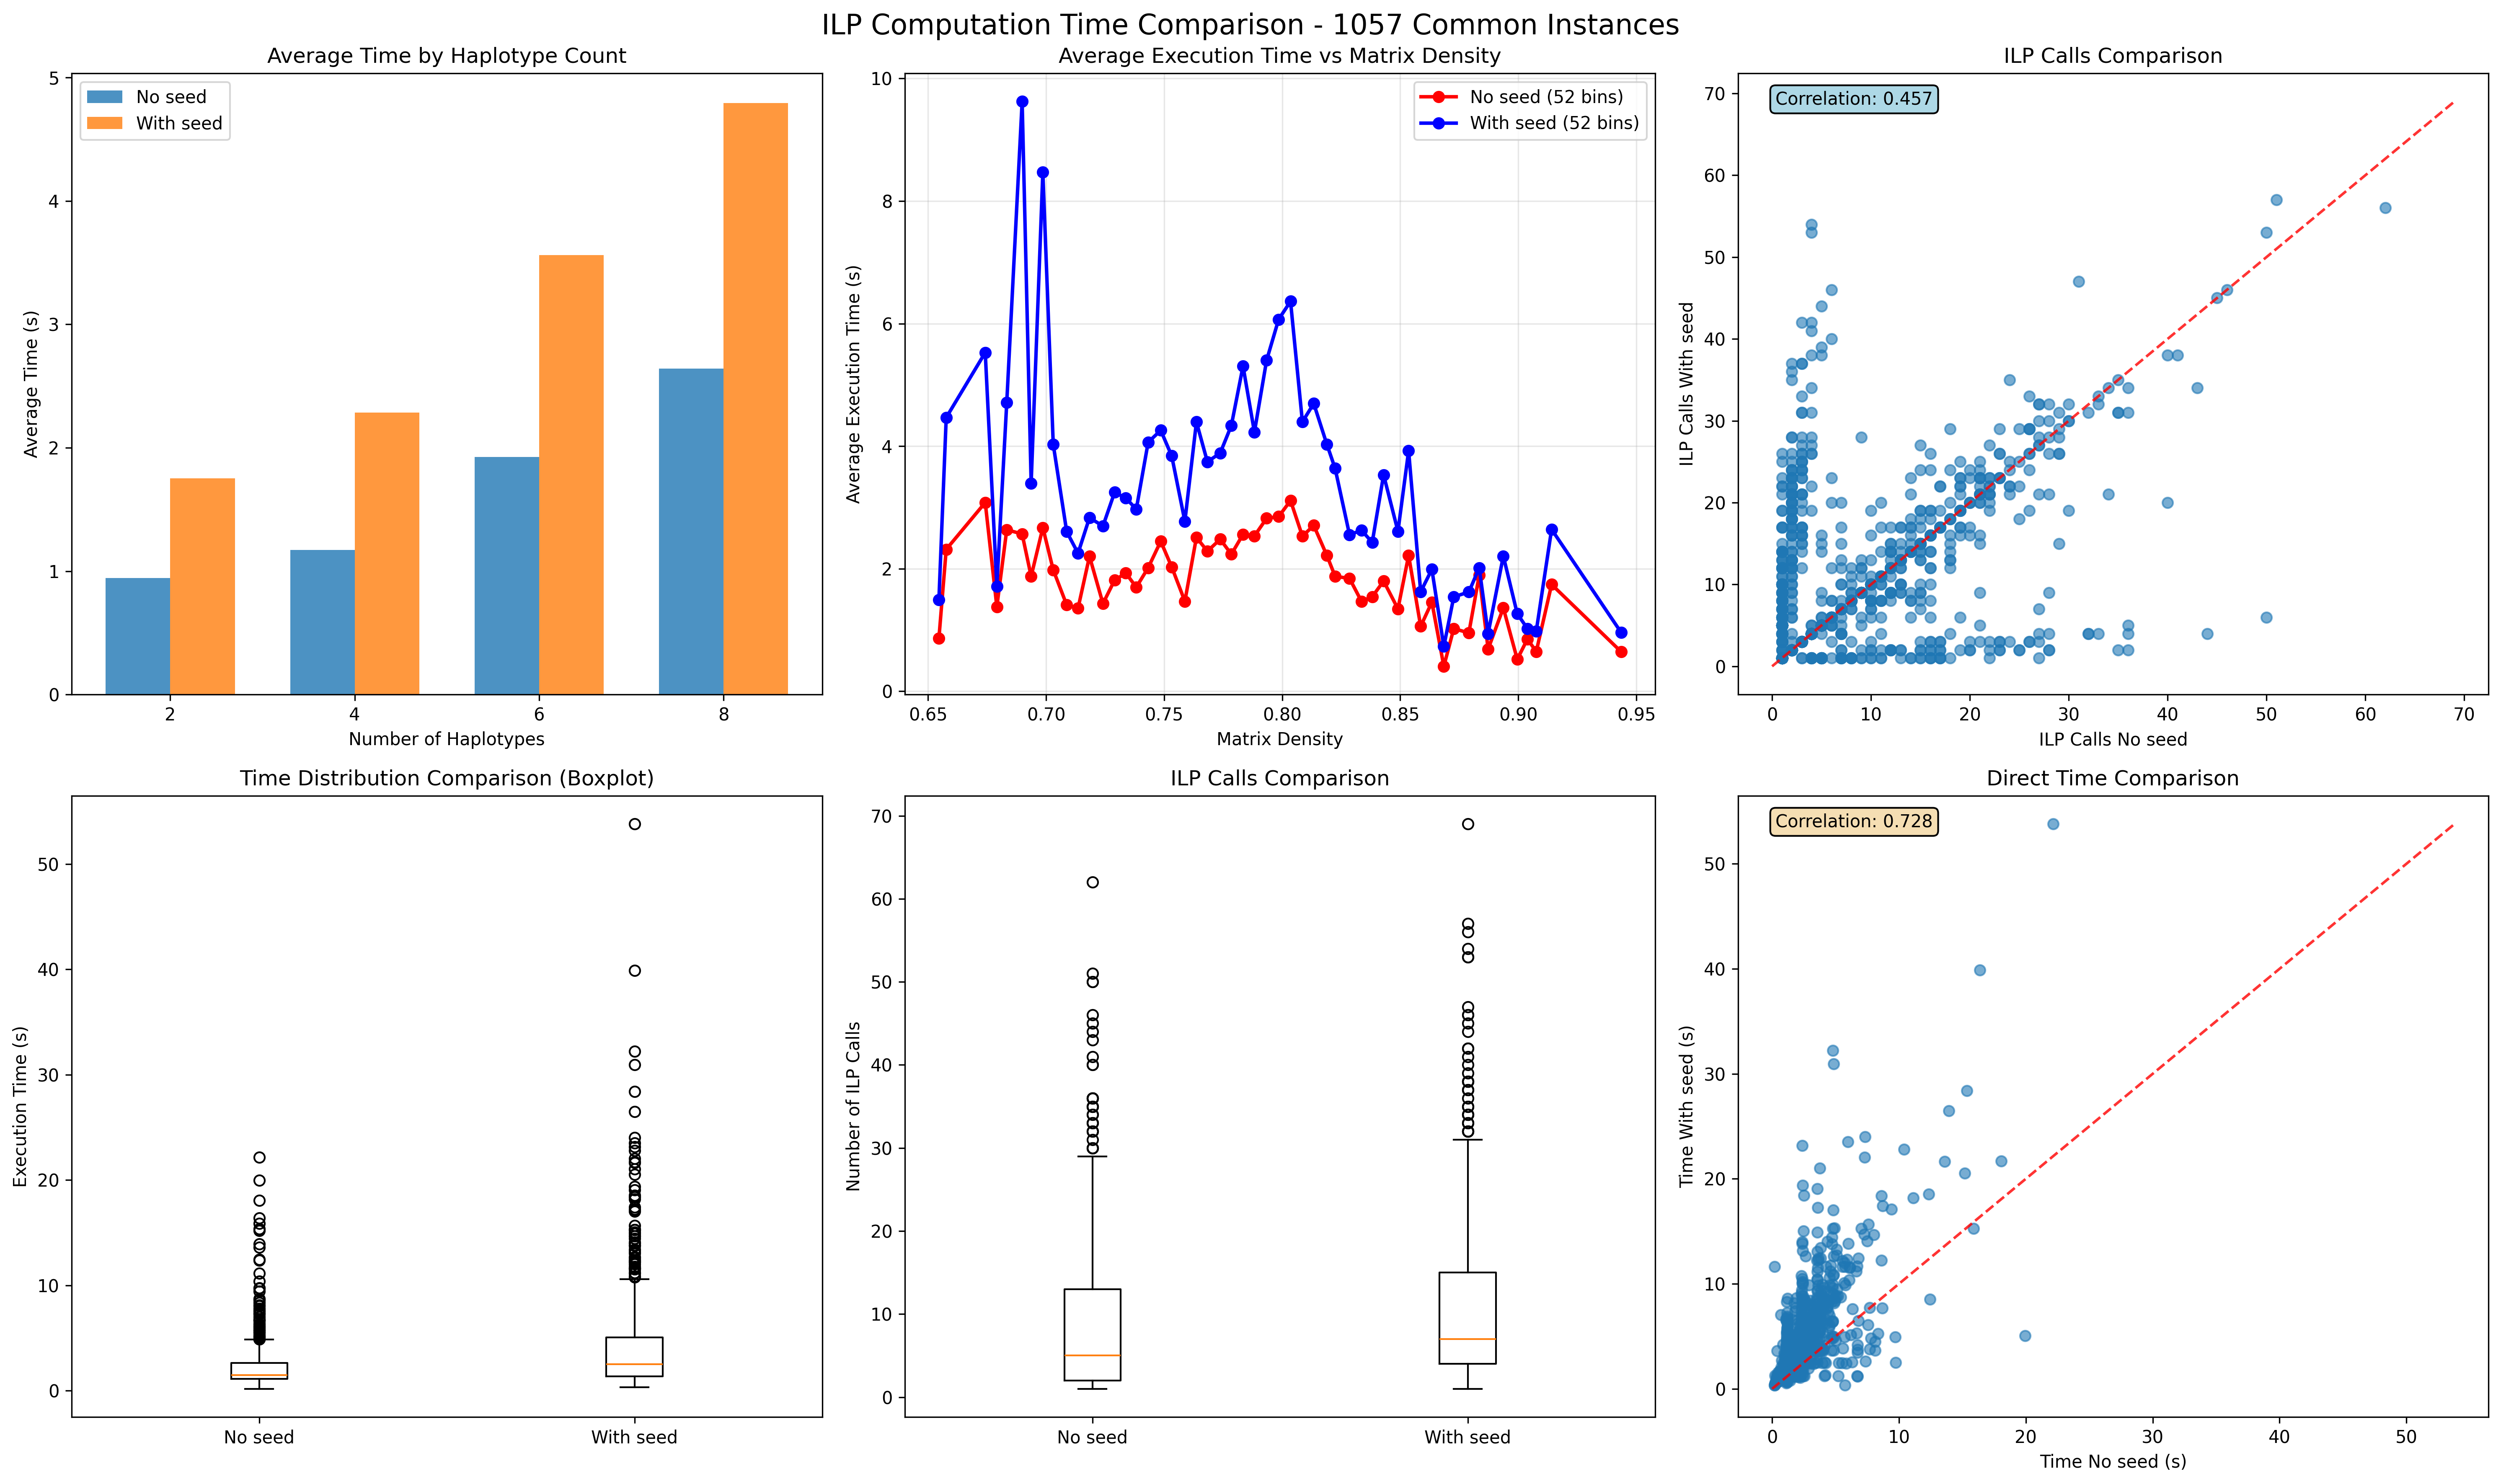 ILP Computation Time Comparison - 1057 Common Instances
Average Time by Haplotype Count
No seed
With seed
Average Time (s)
5
4
3
2
1
0
2 4 6 8
Number of Haplotypes
Average Execution Time vs Matrix Density
No seed (52 bins)
With seed (52 bins)
Average Execution Time (s)
10
8
6
4
2
0
0.65 0.70 0.75 0.80 0.85 0.90 0.95
Matrix Density
ILP Calls Comparison
Correlation: 0.457
ILP Calls With seed
70
60
50
40
30
20
10
0
0 10 20 30 40 50 60 70
ILP Calls No seed
Time Distribution Comparison (Boxplot)
Execution Time (s)
50
40
30
20
10
0
No seed With seed
ILP Calls Comparison
Number of ILP Calls
70
60
50
40
30
20
10
0
No seed With seed
Direct Time Comparison
Correlation: 0.728
Time With seed (s)
50
40
30
20
10
0
0 10 20 30 40 50
Time No seed (s)